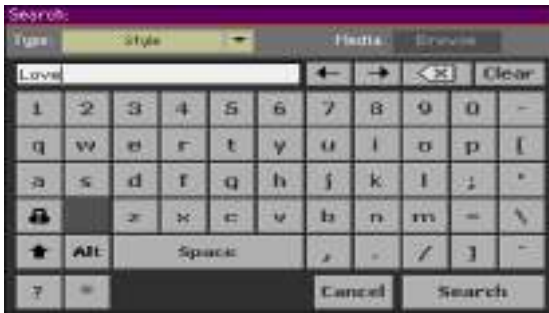 Search:
Type Style Media Browse
Love ← → ⌫ Clear
1 2 3 4 5 6 7 8 9 0 -
q w e r t y u i o p [
a s d f g h j k l ; '
z x c v b n m = \
Alt Space , . / ] `
? *
Cancel Search